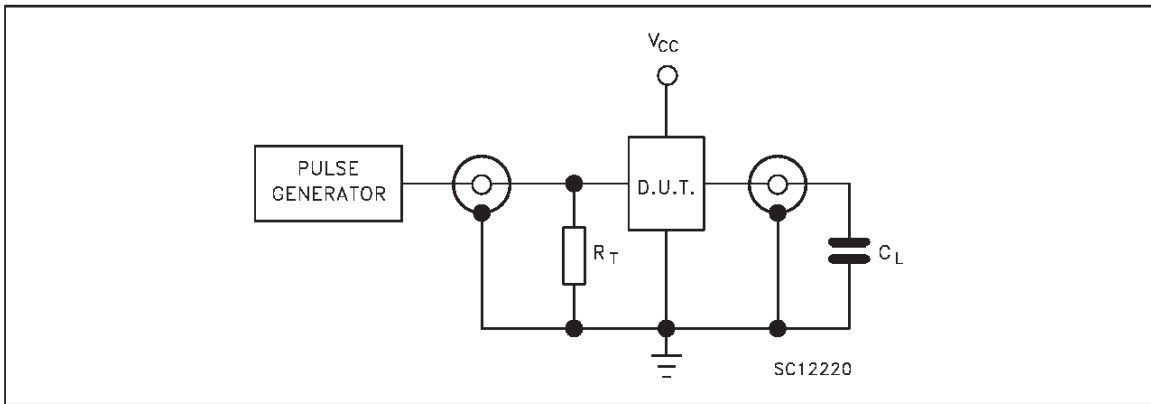 VCC
PULSE
GENERATOR
D.U.T.
RT
CL
SC12220